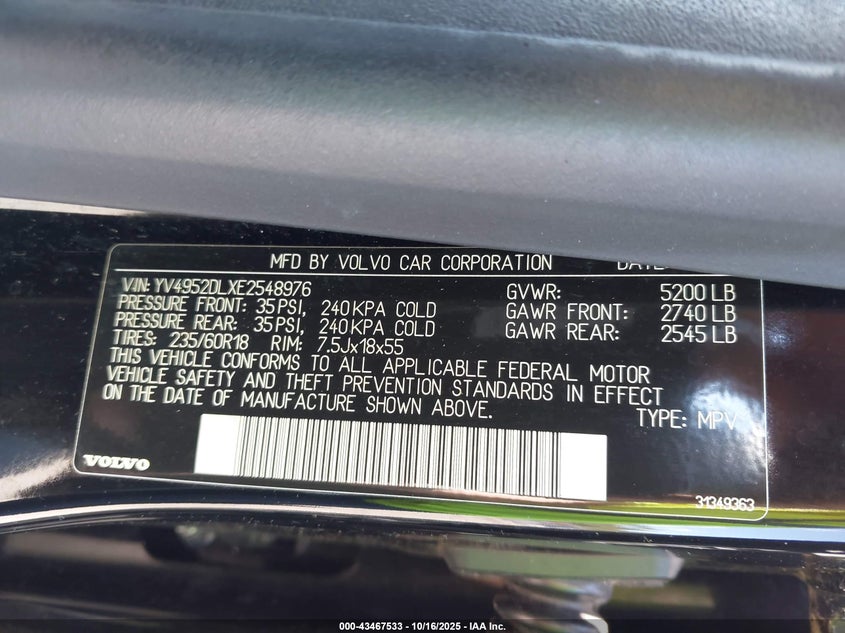 MFD BY VOLVO CAR CORPORATION
VIN: YV4952DLXE2548976 GVWR: 5200 LB
PRESSURE FRONT: 35 PSI, 240 KPA COLD GAWR FRONT: 2740 LB
PRESSURE REAR: 35 PSI, 240 KPA COLD GAWR REAR: 2545 LB
TIRES: 235/60R18 RIM: 7.5Jx18x55
THIS VEHICLE CONFORMS TO ALL APPLICABLE FEDERAL MOTOR
VEHICLE SAFETY AND THEFT PREVENTION STANDARDS IN EFFECT
ON THE DATE OF MANUFACTURE SHOWN ABOVE.
TYPE: MPV
VOLVO
31349363
000-43467533 - 10/16/2025 - IAA Inc.